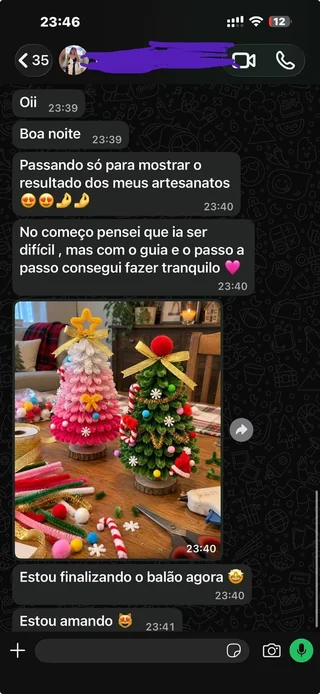 23:46
12
35
Oii 23:39
Boa noite 23:39
Passando só para mostrar o
resultado dos meus artesanatos
😍😍🤌🤌 23:40
No começo pensei que ia ser
difícil , mas com o guia e o passo a
passo consegui fazer tranquilo 🩷
23:40
23:40
Estou finalizando o balão agora 🤩
23:40
Estou amando 😻 23:41